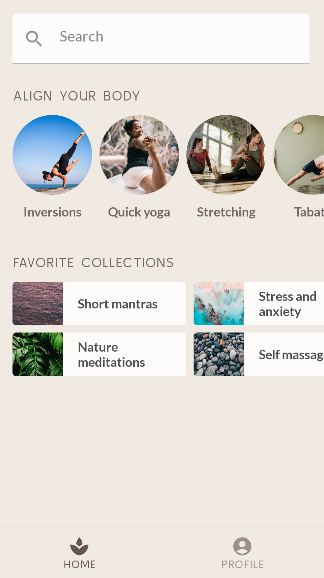 Search
ALIGN YOUR BODY
Inversions
Quick yoga
Stretching
Tabat
FAVORITE COLLECTIONS
Short mantras
Stress and
anxiety
Nature
meditations
Self massag
HOME
PROFILE